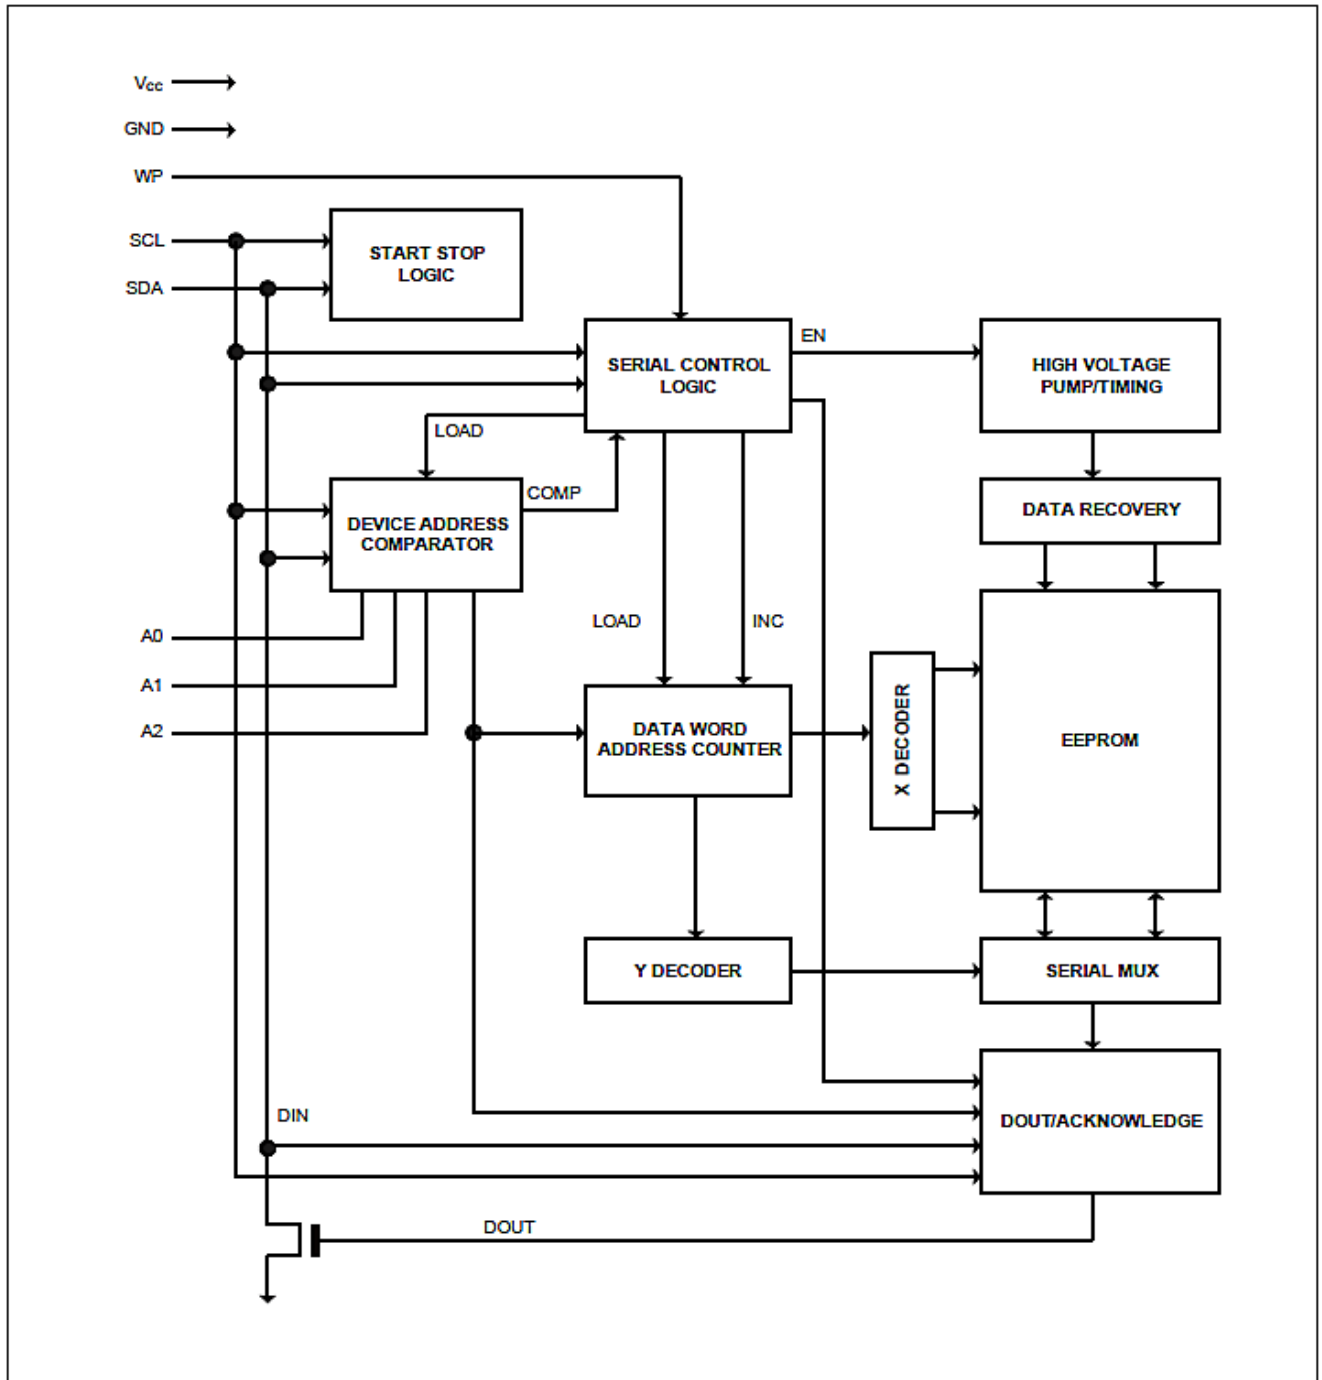 Vcc
GND
WP
SCL
SDA
START STOP
LOGIC
EN
SERIAL CONTROL
LOGIC
HIGH VOLTAGE
PUMP/TIMING
LOAD
COMP
DEVICE ADDRESS
COMPARATOR
DATA RECOVERY
A0
A1
A2
LOAD
INC
DATA WORD
ADDRESS COUNTER
X DECODER
EEPROM
Y DECODER
SERIAL MUX
DIN
DOUT/ACKNOWLEDGE
DOUT